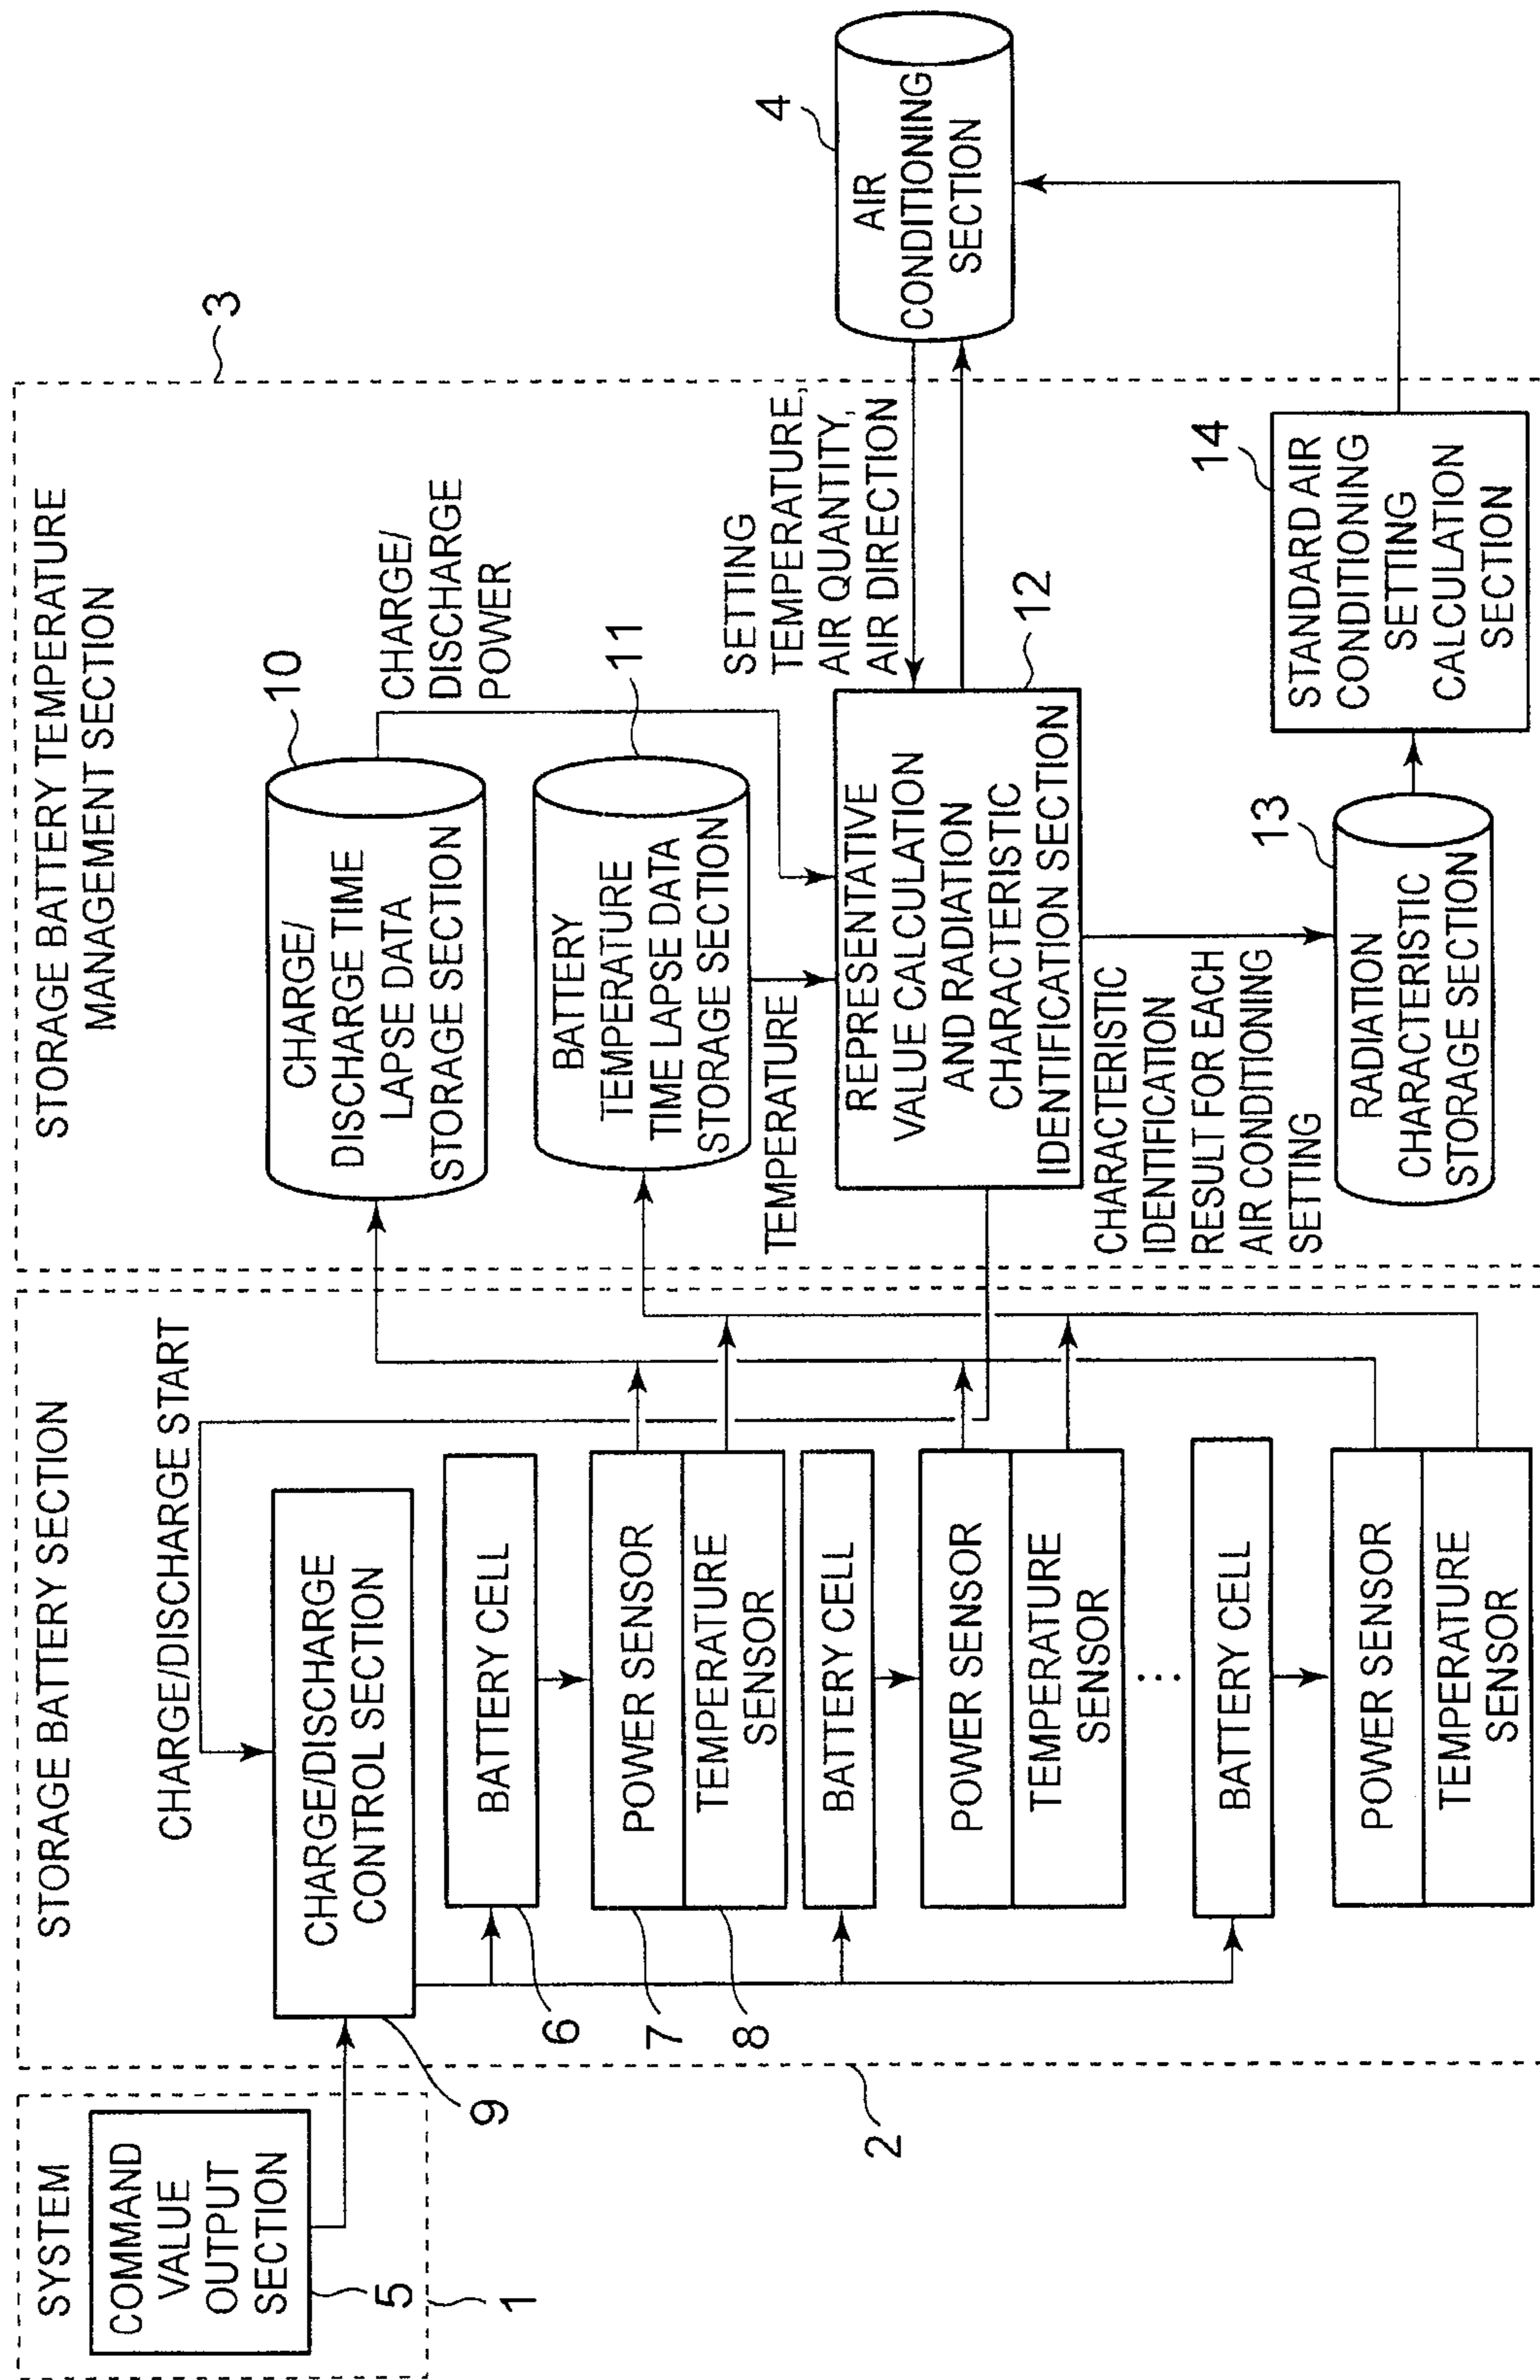 SYSTEM
COMMAND
VALUE
OUTPUT
SECTION
5
1
STORAGE BATTERY SECTION
CHARGE/DISCHARGE START
CHARGE/DISCHARGE
CONTROL SECTION
9
BATTERY CELL
6
POWER SENSOR
7
TEMPERATURE
SENSOR
8
BATTERY CELL
POWER SENSOR
TEMPERATURE
SENSOR
...
BATTERY CELL
POWER SENSOR
TEMPERATURE
SENSOR
2
STORAGE BATTERY TEMPERATURE
MANAGEMENT SECTION
3
CHARGE/
DISCHARGE TIME
LAPSE DATA
STORAGE SECTION
10
CHARGE/
DISCHARGE
POWER
BATTERY
TEMPERATURE
TIME LAPSE DATA
STORAGE SECTION
11
TEMPERATURE
SETTING
TEMPERATURE,
AIR QUANTITY,
AIR DIRECTION
REPRESENTATIVE
VALUE CALCULATION
AND RADIATION
CHARACTERISTIC
IDENTIFICATION SECTION
12
CHARACTERISTIC
IDENTIFICATION
RESULT FOR EACH
AIR CONDITIONING
SETTING
RADIATION
CHARACTERISTIC
STORAGE SECTION
13
STANDARD AIR
CONDITIONING
SETTING
CALCULATION
SECTION
14
AIR
CONDITIONING
SECTION
4